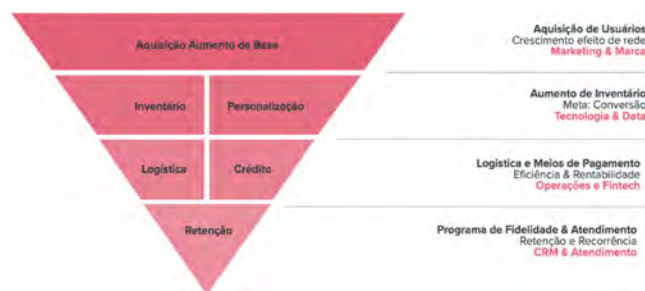 Aquisição Aumento de Base
Aquisição de Usuários
Crescimento efeito de rede
Marketing & Marca
Inventário
Personalização
Aumento de Inventário
Meta: Conversão
Tecnologia & Data
Logística
Crédito
Logística e Meios de Pagamento
Eficiência & Rentabilidade
Operações e Fintech
Retenção
Programa de Fidelidade & Atendimento
Retenção e Recorrência
CRM & Atendimento